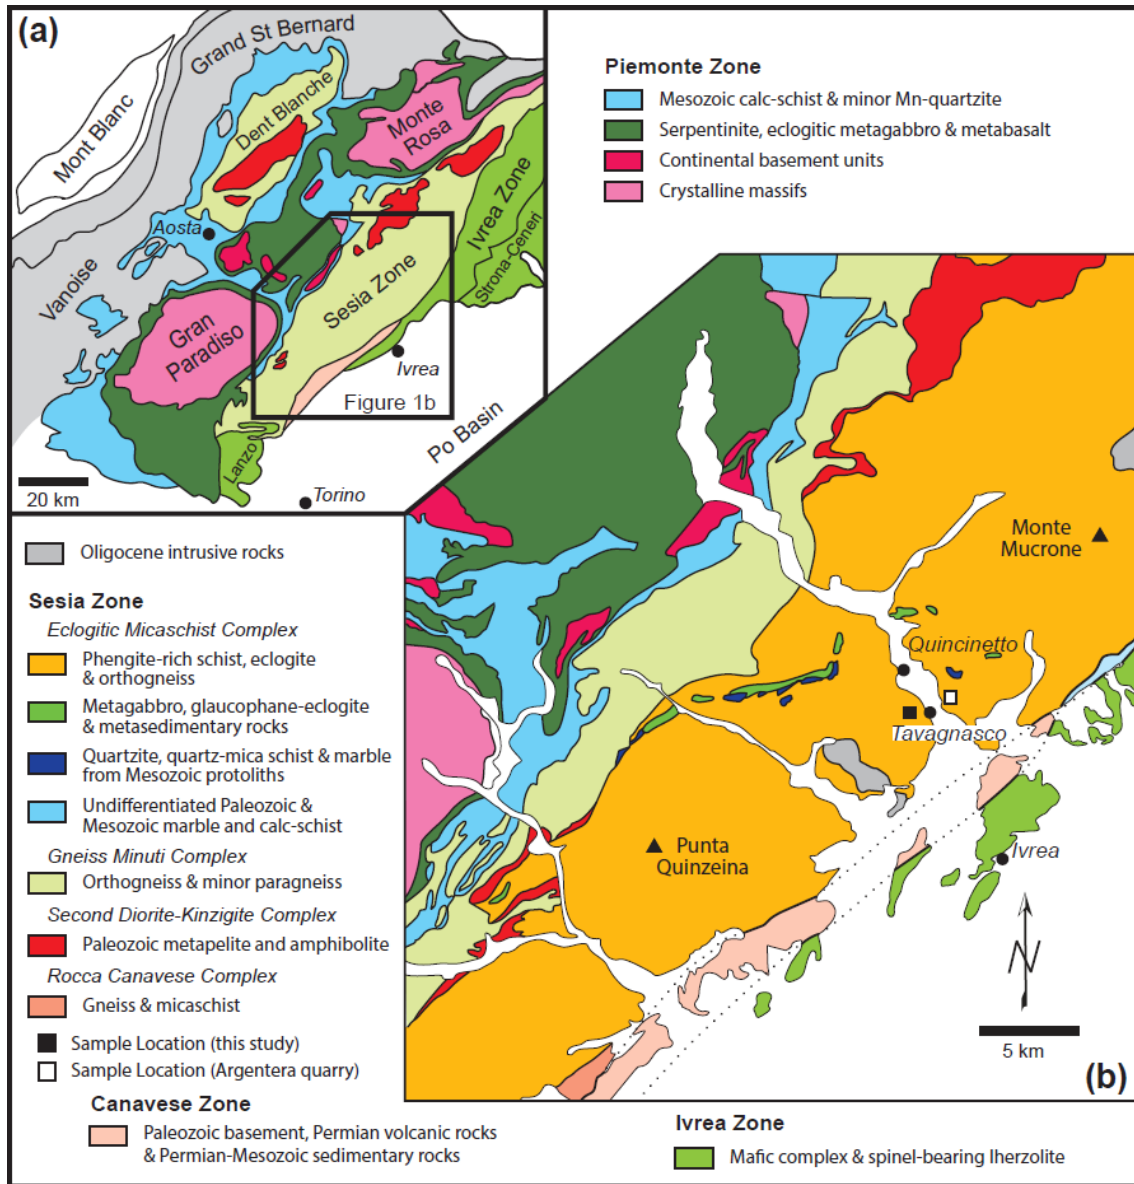 (a)
Grand St Bernard
Mont Blanc
Dent Blanche
Monte
Rosa
Aosta
Ivrea Zone
Strona-Ceneri
Vanoise
Sesia Zone
Gran
Paradiso
Ivrea
Figure 1b
Lanzo
Po Basin
20 km
Torino
Piemonte Zone
Mesozoic calc-schist & minor Mn-quartzite
Serpentinite, eclogitic metagabbro & metabasalt
Continental basement units
Crystalline massifs
Oligocene intrusive rocks
Sesia Zone
Eclogitic Micaschist Complex
Phengite-rich schist, eclogite
& orthogneiss
Metagabbro, glaucophane-eclogite
& metasedimentary rocks
Quartzite, quartz-mica schist & marble
from Mesozoic protoliths
Undifferentiated Paleozoic &
Mesozoic marble and calc-schist
Gneiss Minuti Complex
Orthogneiss & minor paragneiss
Second Diorite-Kinzigite Complex
Paleozoic metapelite and amphibolite
Rocca Canavese Complex
Gneiss & micaschist
Sample Location (this study)
Sample Location (Argentera quarry)
Canavese Zone
Paleozoic basement, Permian volcanic rocks
& Permian-Mesozoic sedimentary rocks
Ivrea Zone
Mafic complex & spinel-bearing lherzolite
Monte
Mucrone
Quincinetto
Tavagnasco
Punta
Quinzeina
Ivrea
N
5 km
(b)